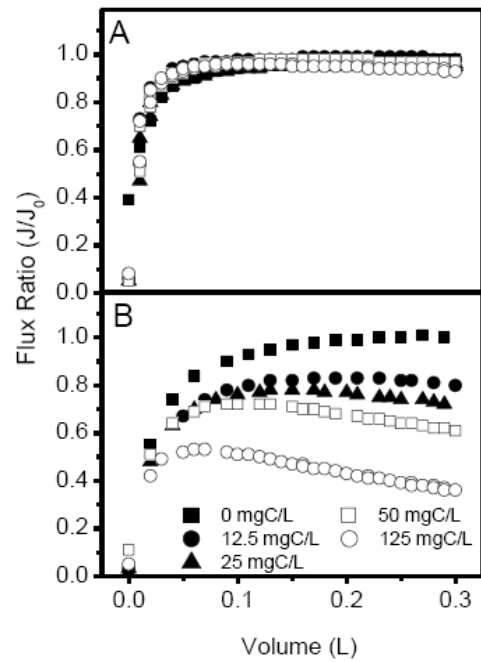 A
1.0
0.8
0.6
0.4
0.2
0.0
Flux Ratio (J/J₀)
B
1.0
0.8
0.6
0.4
0.2
0.0
0 mgC/L
50 mgC/L
12.5 mgC/L
125 mgC/L
25 mgC/L
0.0 0.1 0.2 0.3
Volume (L)